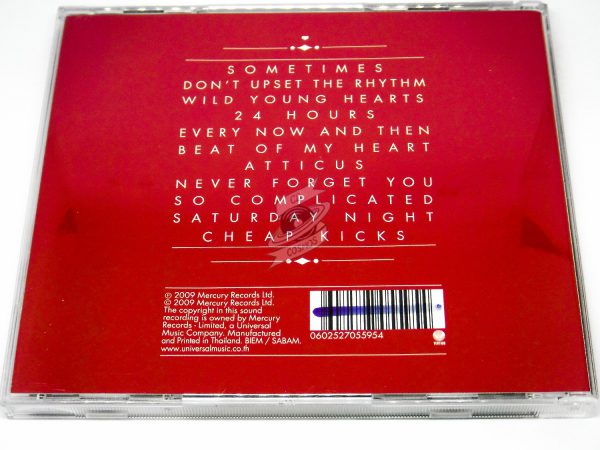 SOMETIMES
DON'T UPSET THE RHYTHM
WILD YOUNG HEARTS
24 HOURS
EVERY NOW AND THEN
BEAT OF MY HEART
ATTICUS
NEVER FORGET YOU
SO COMPLICATED
SATURDAY NIGHT
CHEAP KICKS
℗ 2009 Mercury Records Ltd.
© 2009 Mercury Records Ltd.
The copyright in this sound
recording is owned by Mercury
Records - Limited, a Universal
Music Company. Manufactured
and Printed in Thailand. BIEM / SABAM.
www.universalmusic.co.th
0602527055954